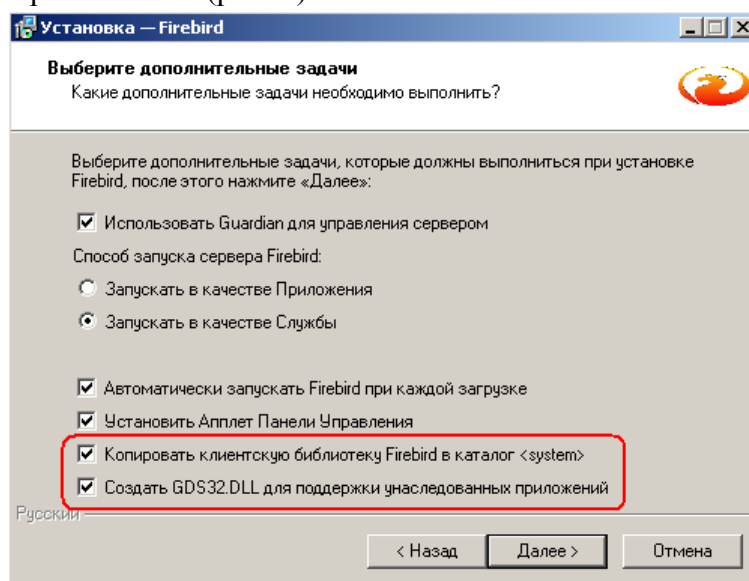 Установка — Firebird
Выберите дополнительные задачи
Какие дополнительные задачи необходимо выполнить?
Выберите дополнительные задачи, которые должны выполниться при установке
Firebird, после этого нажмите «Далее»:
Использовать Guardian для управления сервером
Способ запуска сервера Firebird:
Запускать в качестве Приложения
Запускать в качестве Службы
Автоматически запускать Firebird при каждой загрузке
Установить Апплет Панели Управления
Копировать клиентскую библиотеку Firebird в каталог <system>
Создать GDS32.DLL для поддержки унаследованных приложений
Русский
< Назад
Далее >
Отмена